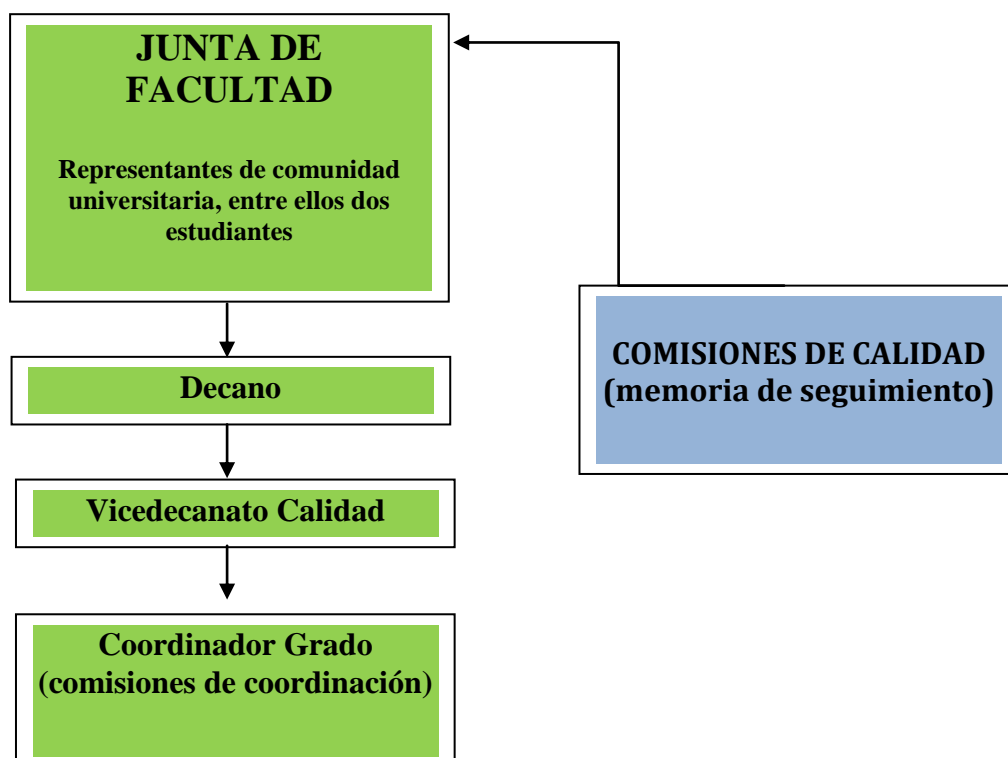 JUNTA DE
FACULTAD
Representantes de comunidad
universitaria, entre ellos dos
estudiantes
COMISIONES DE CALIDAD
(memoria de seguimiento)
Decano
Vicedecanato Calidad
Coordinador Grado
(comisiones de coordinación)